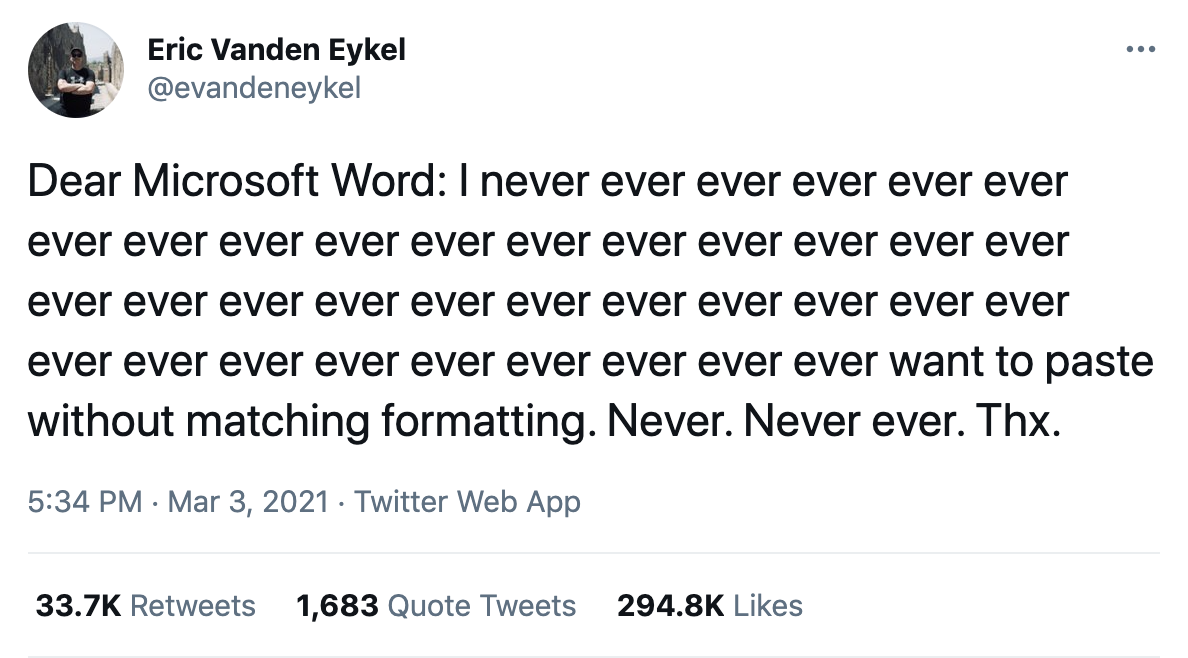 Eric Vanden Eykel
@evandeneykel
Dear Microsoft Word: I never ever ever ever ever ever
ever ever ever ever ever ever ever ever ever ever ever
ever ever ever ever ever ever ever ever ever ever ever
ever ever ever ever ever ever ever ever ever want to paste
without matching formatting. Never. Never ever. Thx.
5:34 PM · Mar 3, 2021 · Twitter Web App
33.7K Retweets 1,683 Quote Tweets 294.8K Likes